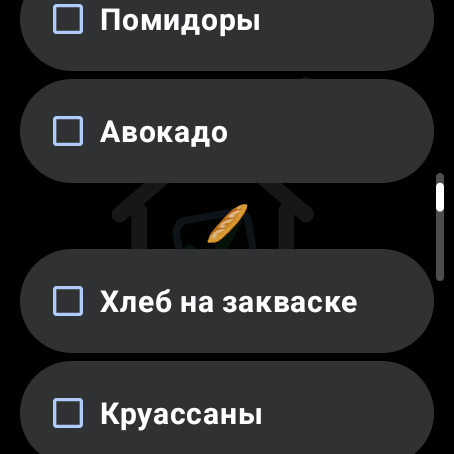 Помидоры
Авокадо
Хлеб на закваске
Круассаны